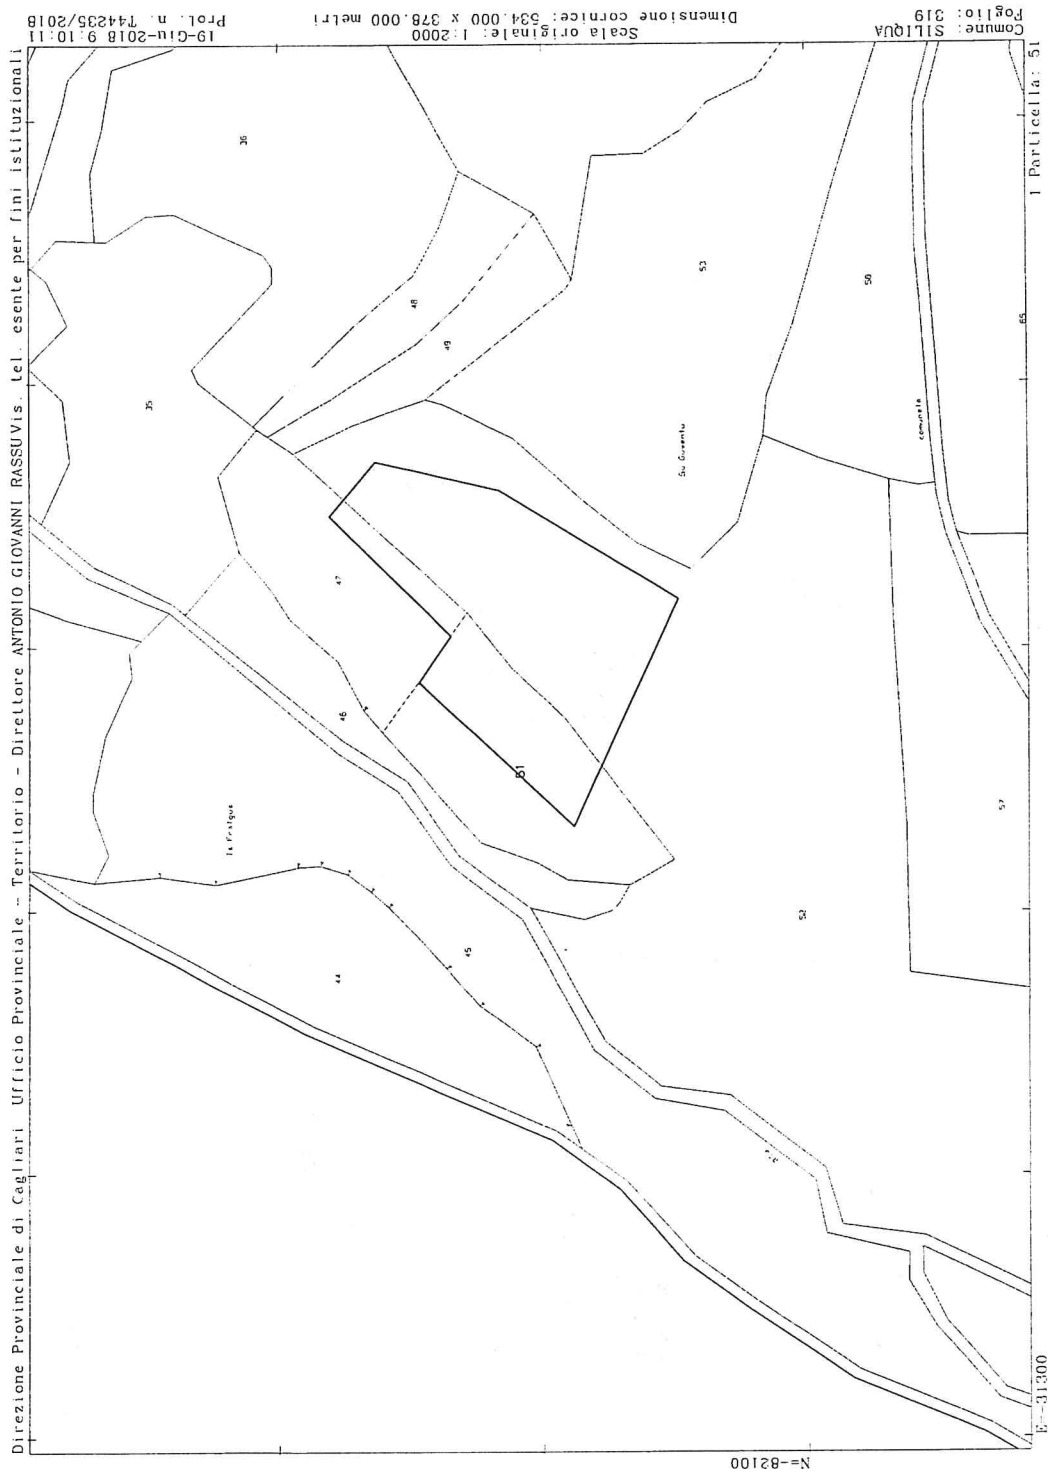 Direzione Provinciale di Cagliari Ufficio Provinciale - Territorio - Direttore ANTONIO GIOVANNI RASSU Vis. tel. esente per fini istituzionali
19-Giu-2018 9:10:11
Prot. n. T44235/2018
Scala originale: 1:2000
Dimensione cornice: 534.000 x 378.000 metri
Comune: SILIQUA
Foglio: 319
1 Particella: 51
E=-31300
N=-82100
36
35
48
49
53
50
65
Su Guventu
comunale
47
46
51
52
57
44
45